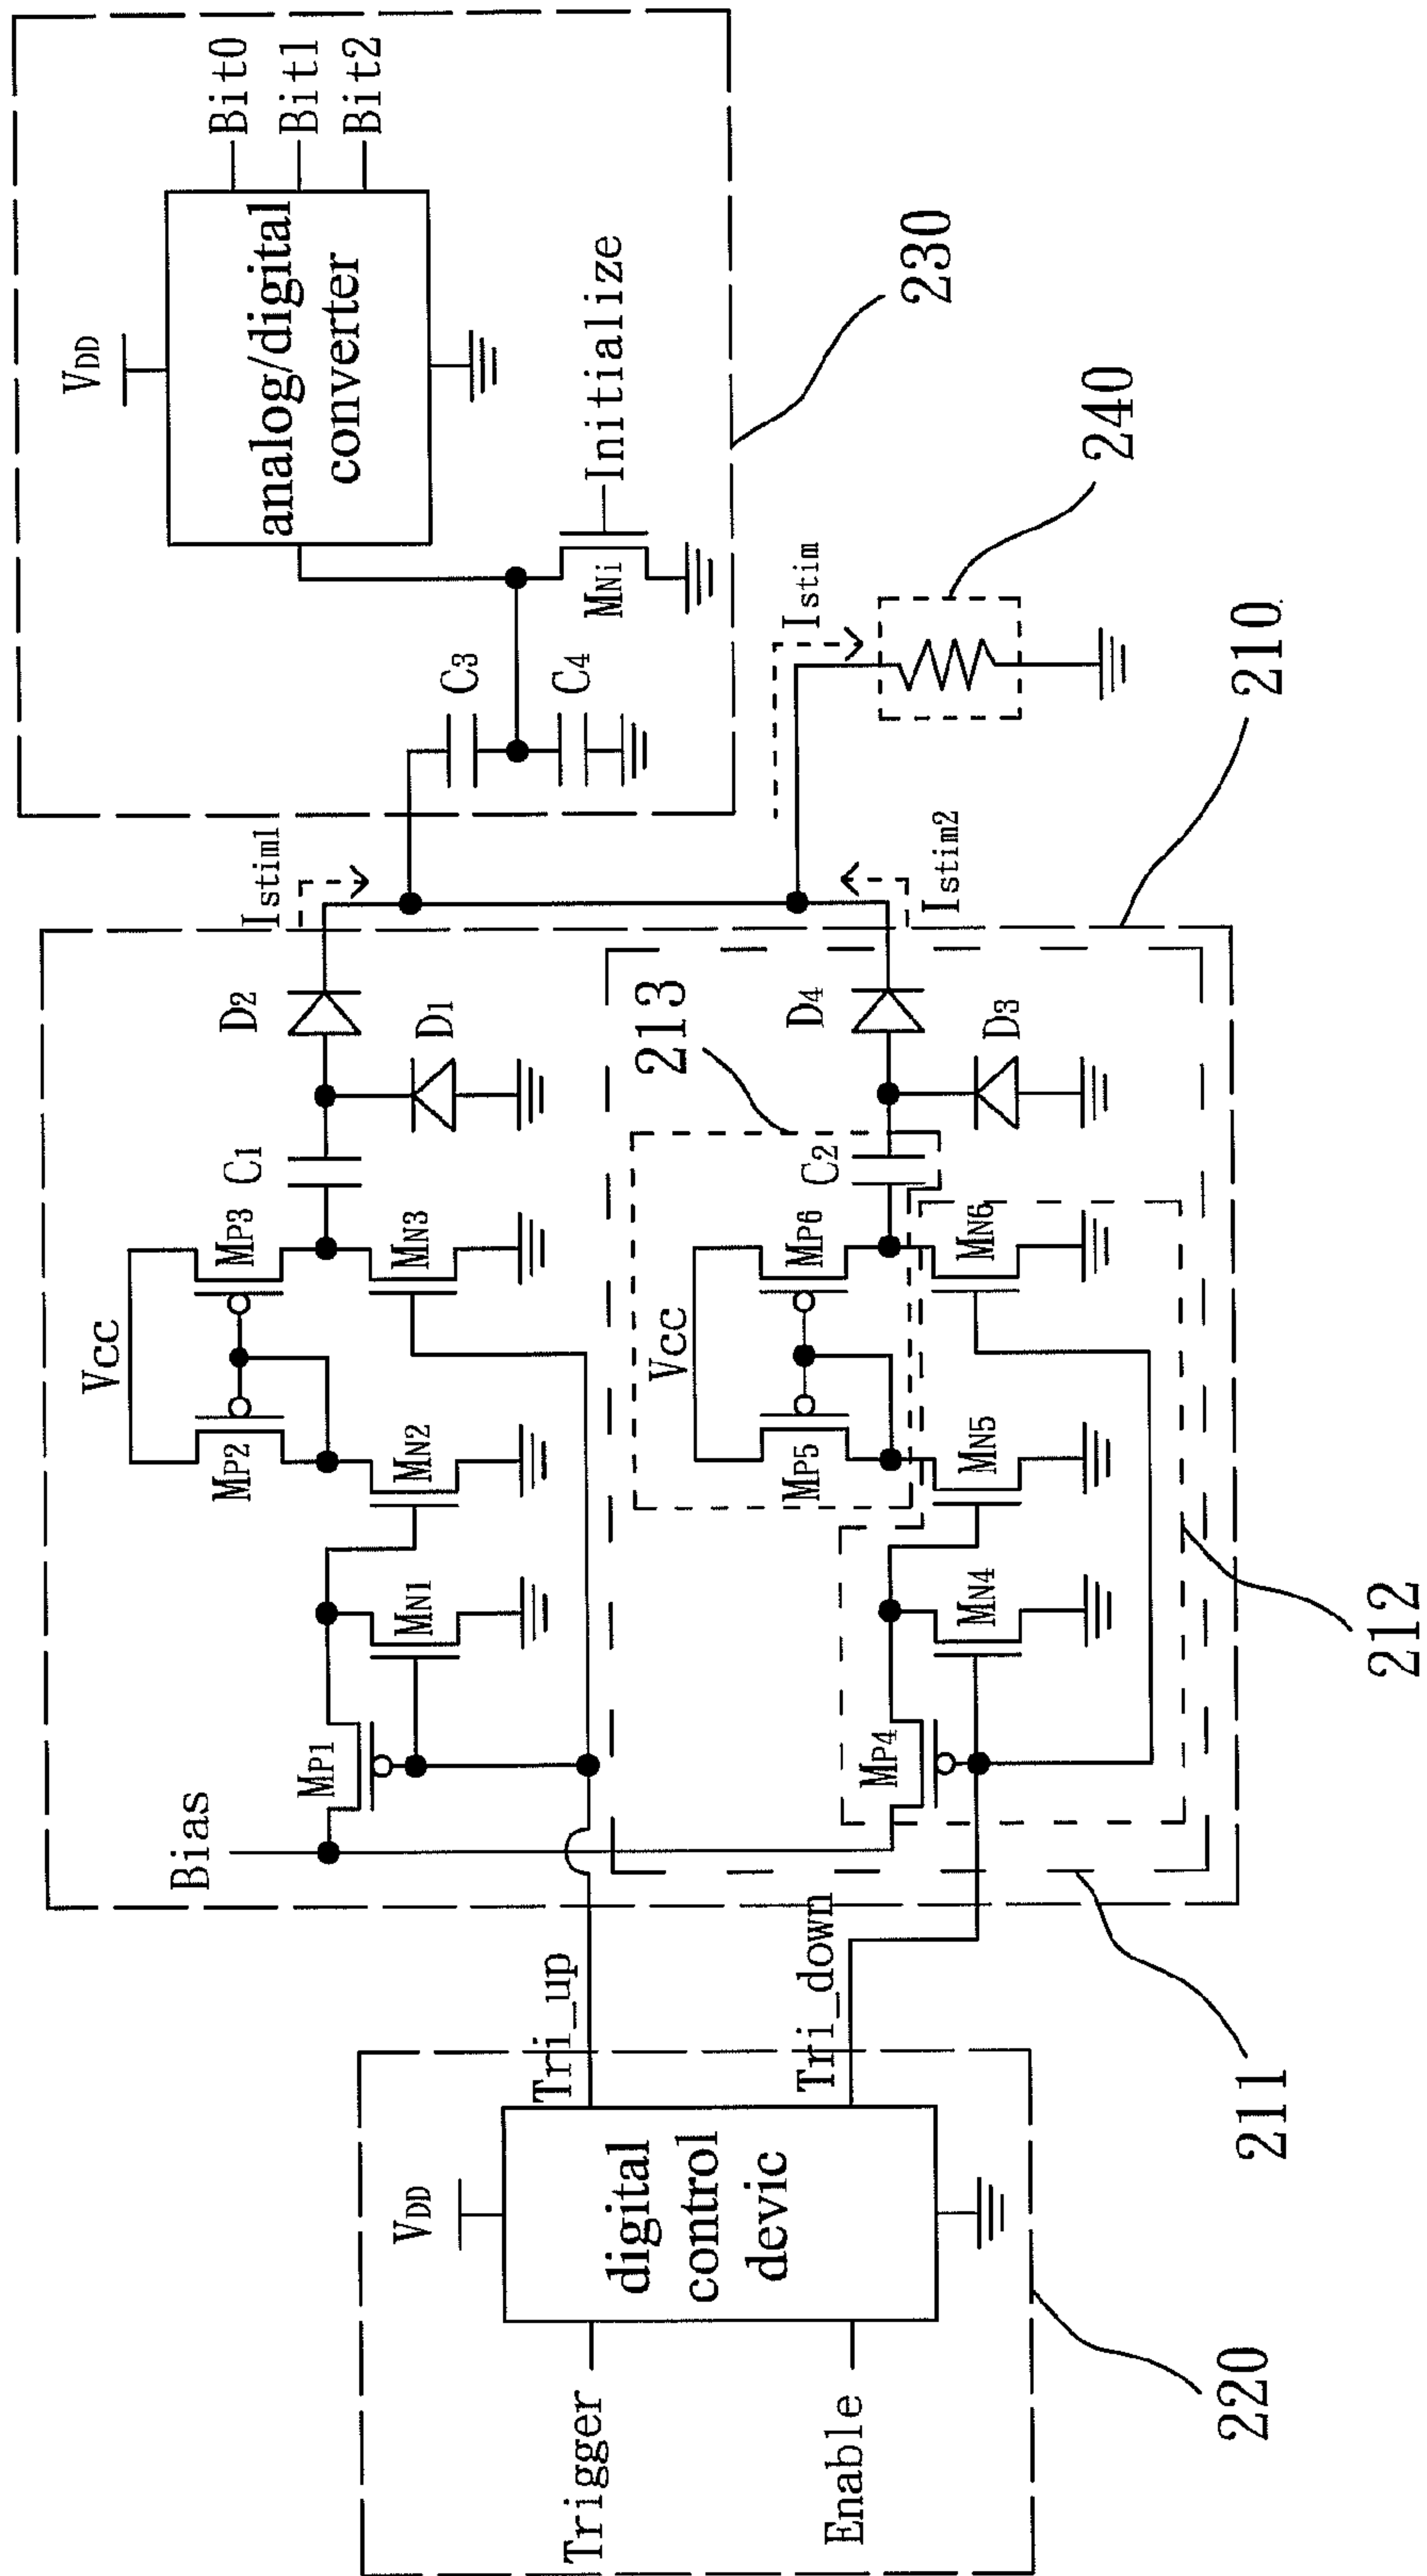 Trigger
Enable
VDD
digital
control
devic
Tri_up
Tri_down
220
Bias
MP1
MN1
MP2
MN2
VCC
MP3
MN3
C1
D2
D1
MP4
MN4
MP5
MN5
VCC
MP6
MN6
C2
D4
D3
213
212
211
210
Istim1
Istim2
Istim
240
C3
C4
MNi
Initialize
VDD
analog/digital
converter
Bit0
Bit1
Bit2
230